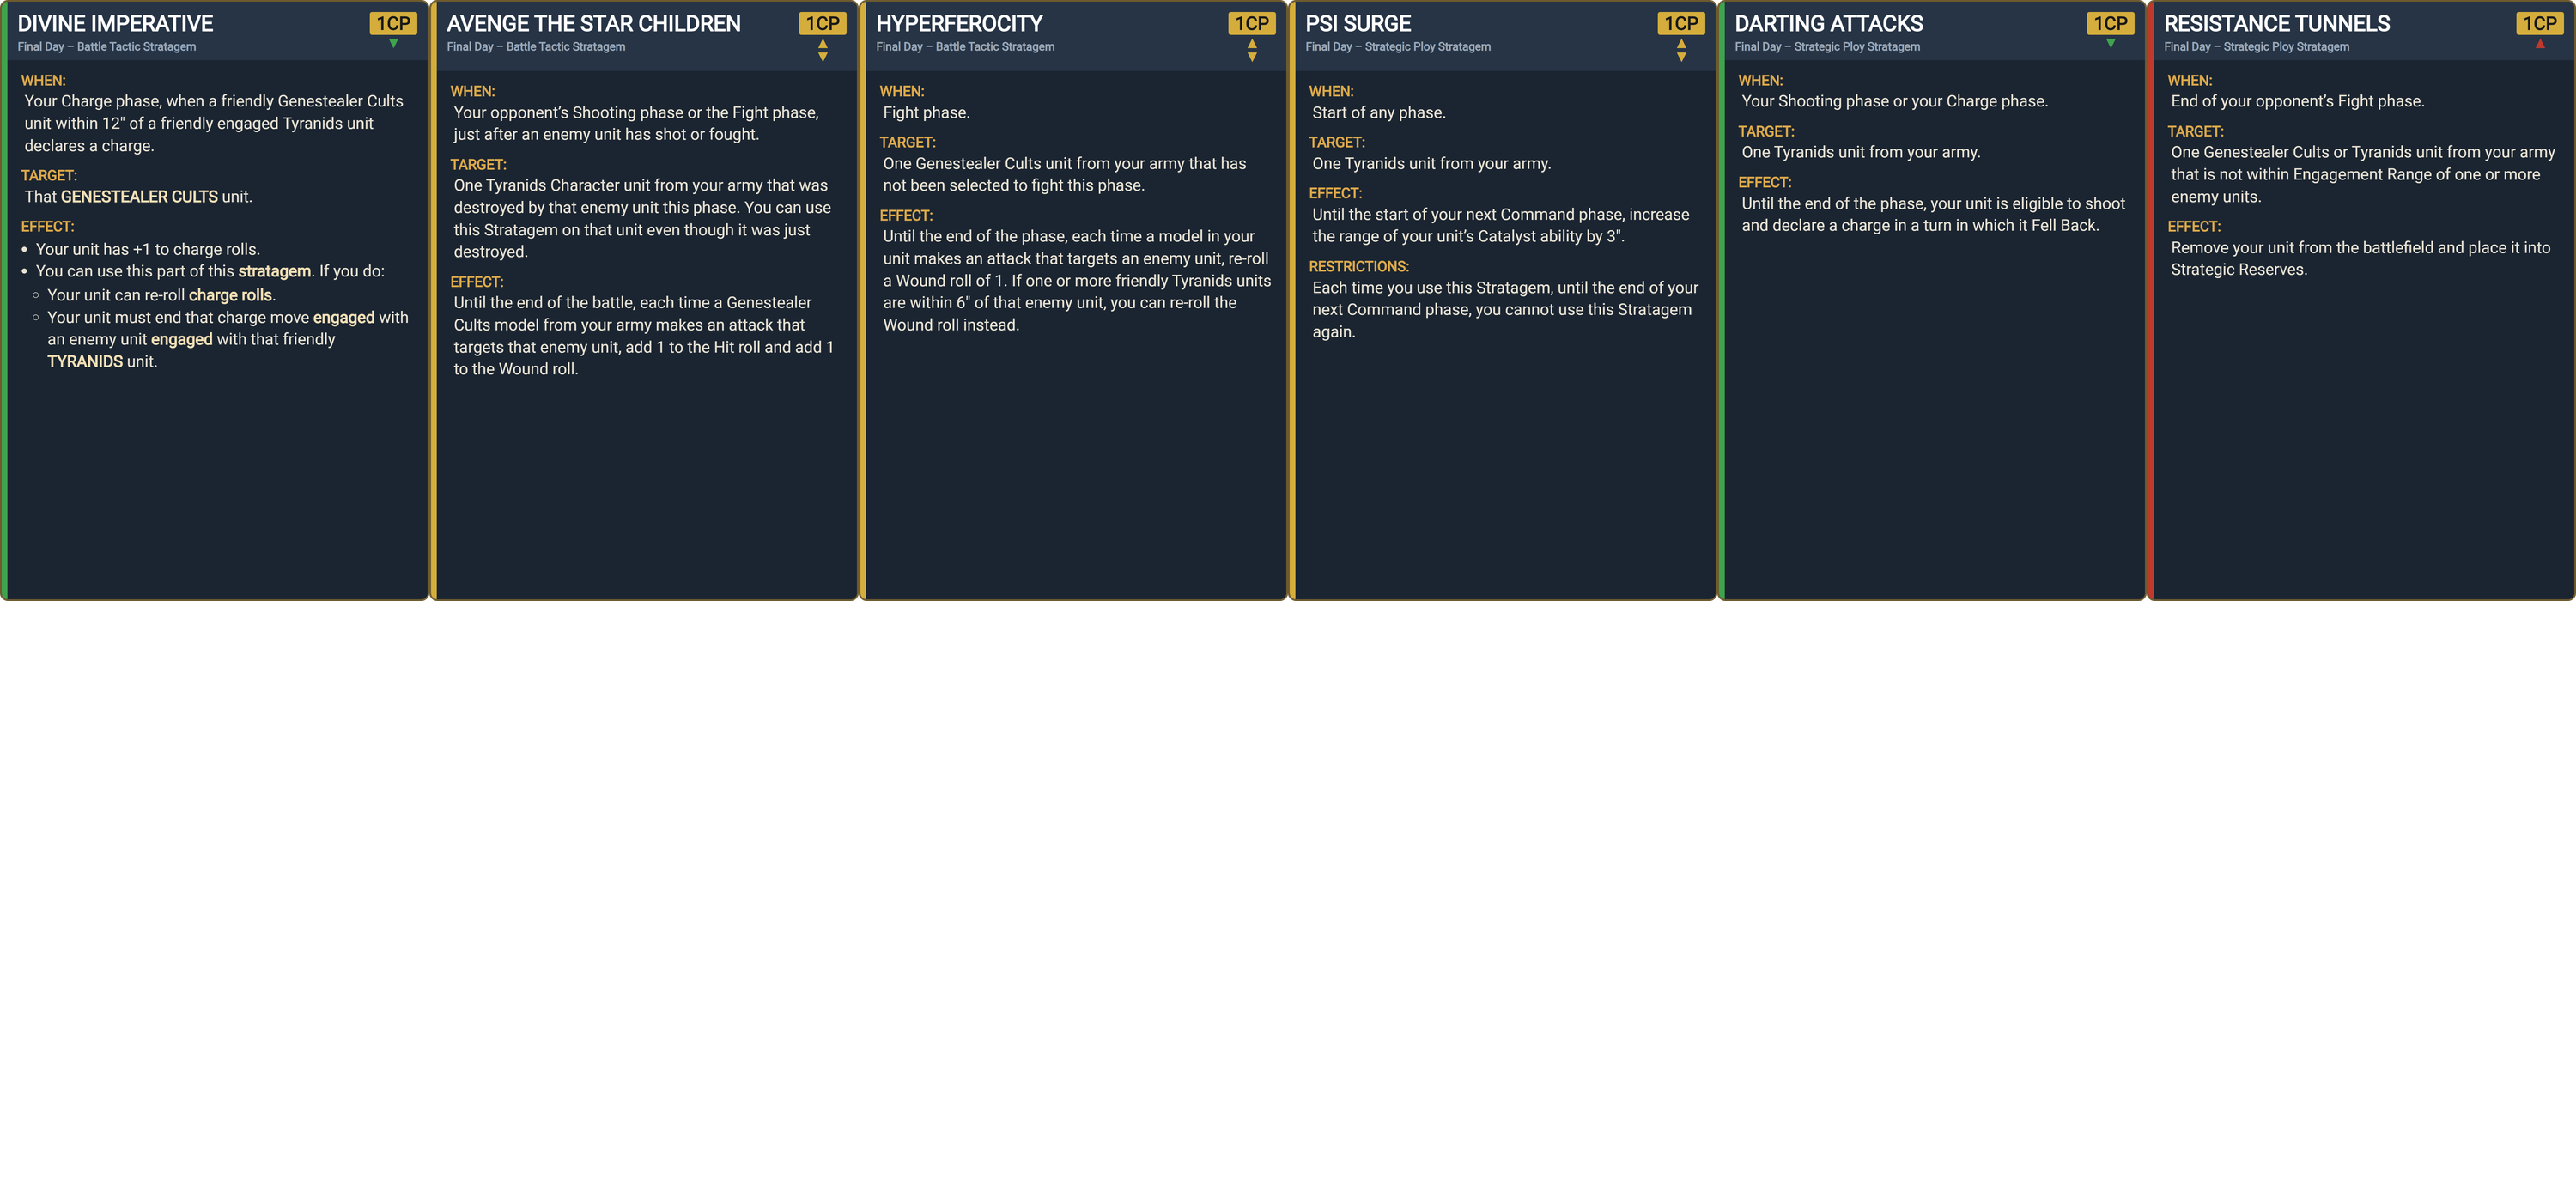 DIVINE IMPERATIVE
1CP
Final Day – Battle Tactic Stratagem
WHEN:
Your Charge phase, when a friendly Genestealer Cults
unit within 12" of a friendly engaged Tyranids unit
declares a charge.
TARGET:
That GENESTEALER CULTS unit.
EFFECT:
• Your unit has +1 to charge rolls.
• You can use this part of this stratagem. If you do:
○ Your unit can re-roll charge rolls.
○ Your unit must end that charge move engaged with
an enemy unit engaged with that friendly
TYRANIDS unit.
AVENGE THE STAR CHILDREN
1CP
Final Day – Battle Tactic Stratagem
WHEN:
Your opponent’s Shooting phase or the Fight phase,
just after an enemy unit has shot or fought.
TARGET:
One Tyranids Character unit from your army that was
destroyed by that enemy unit this phase. You can use
this Stratagem on that unit even though it was just
destroyed.
EFFECT:
Until the end of the battle, each time a Genestealer
Cults model from your army makes an attack that
targets that enemy unit, add 1 to the Hit roll and add 1
to the Wound roll.
HYPERFEROCITY
1CP
Final Day – Battle Tactic Stratagem
WHEN:
Fight phase.
TARGET:
One Genestealer Cults unit from your army that has
not been selected to fight this phase.
EFFECT:
Until the end of the phase, each time a model in your
unit makes an attack that targets an enemy unit, re-roll
a Wound roll of 1. If one or more friendly Tyranids units
are within 6" of that enemy unit, you can re-roll the
Wound roll instead.
PSI SURGE
1CP
Final Day – Strategic Ploy Stratagem
WHEN:
Start of any phase.
TARGET:
One Tyranids unit from your army.
EFFECT:
Until the start of your next Command phase, increase
the range of your unit’s Catalyst ability by 3".
RESTRICTIONS:
Each time you use this Stratagem, until the end of your
next Command phase, you cannot use this Stratagem
again.
DARTING ATTACKS
1CP
Final Day – Strategic Ploy Stratagem
WHEN:
Your Shooting phase or your Charge phase.
TARGET:
One Tyranids unit from your army.
EFFECT:
Until the end of the phase, your unit is eligible to shoot
and declare a charge in a turn in which it Fell Back.
RESISTANCE TUNNELS
1CP
Final Day – Strategic Ploy Stratagem
WHEN:
End of your opponent’s Fight phase.
TARGET:
One Genestealer Cults or Tyranids unit from your army
that is not within Engagement Range of one or more
enemy units.
EFFECT:
Remove your unit from the battlefield and place it into
Strategic Reserves.